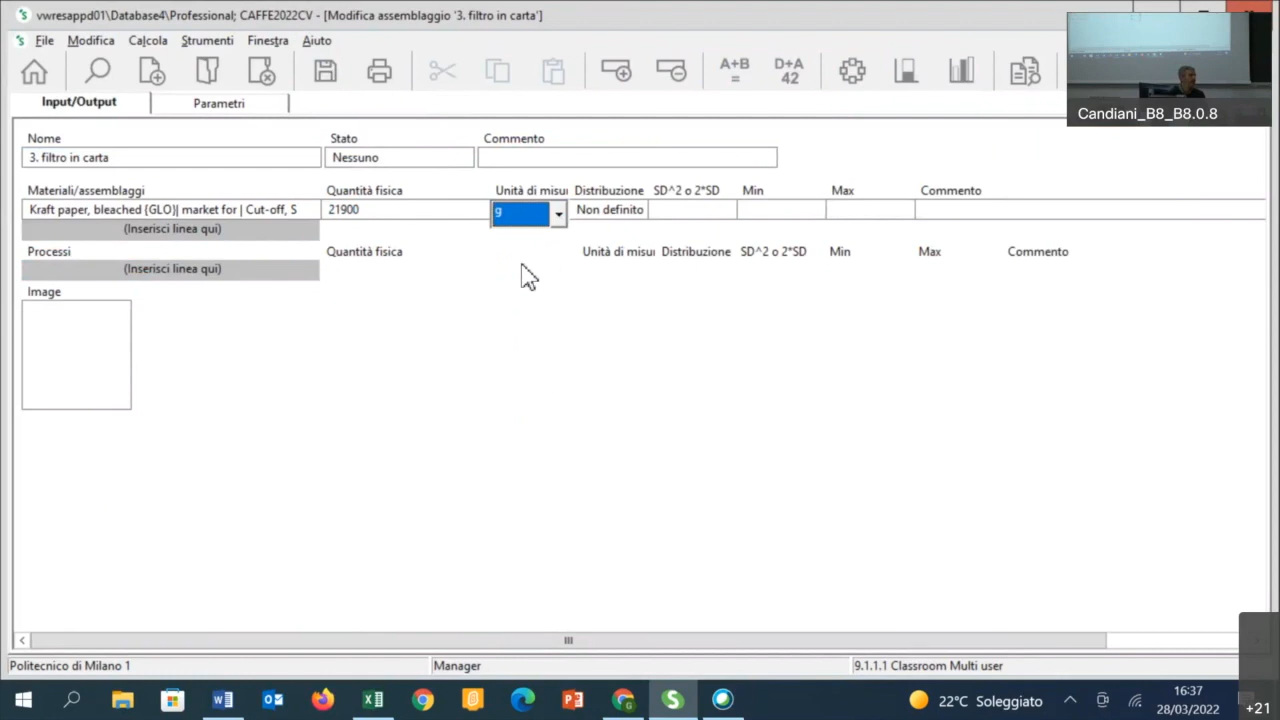 vwresappd01\Database4\Professional; CAFFE2022CV - [Modifica assemblaggio '3. filtro in carta']
File Modifica Calcola Strumenti Finestra Aiuto
A+B
=
D+A
42
Input/Output Parametri
Candiani_B8_B8.0.8
Nome Stato Commento
3. filtro in carta Nessuno
Materiali/assemblaggi Quantità fisica Unità di misu Distribuzione SD^2 o 2*SD Min Max Commento
Kraft paper, bleached {GLO}| market for | Cut-off, S 21900 g Non definito
(Inserisci linea qui)
Processi Quantità fisica Unità di misu Distribuzione SD^2 o 2*SD Min Max Commento
(Inserisci linea qui)
Image
Politecnico di Milano 1 Manager 9.1.1.1 Classroom Multi user
22°C Soleggiato
16:37
28/03/2022
+21